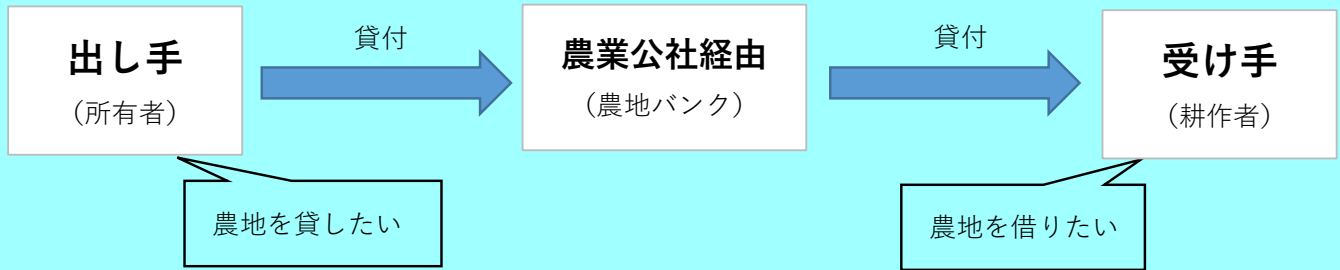 出し手
（所有者）
貸付
農業公社経由
（農地バンク）
貸付
受け手
（耕作者）
農地を貸したい
農地を借りたい